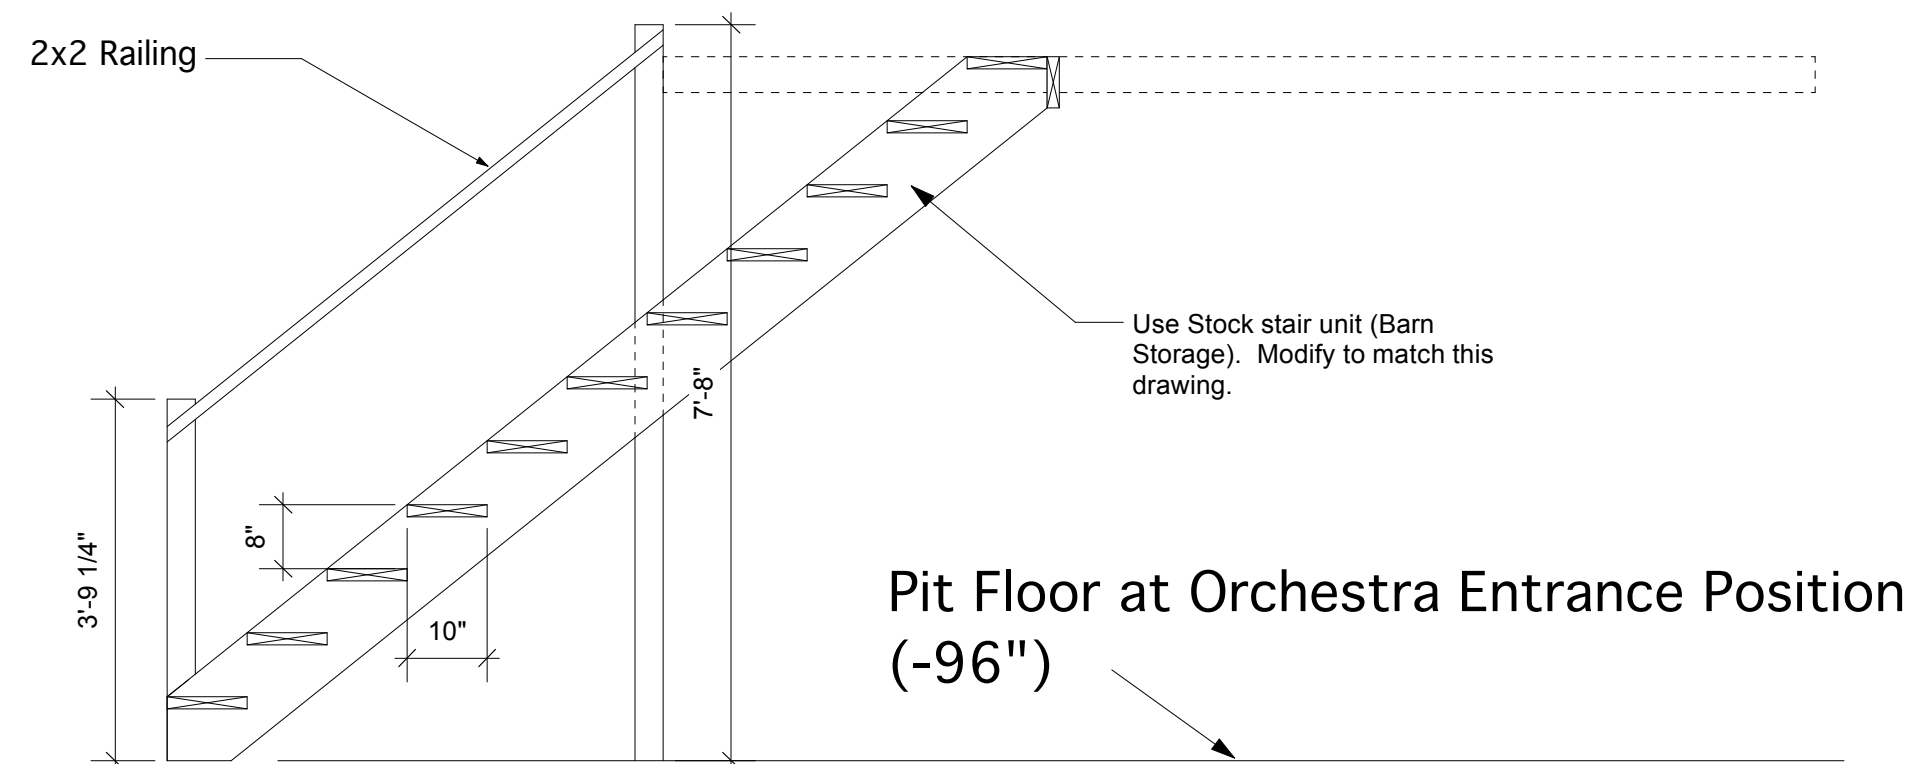 2x2 Railing
Use Stock stair unit (Barn
Storage).  Modify to match this
drawing.
7'-8"
3'-9 1/4"
8"
10"
Pit Floor at Orchestra Entrance Position
(-96")